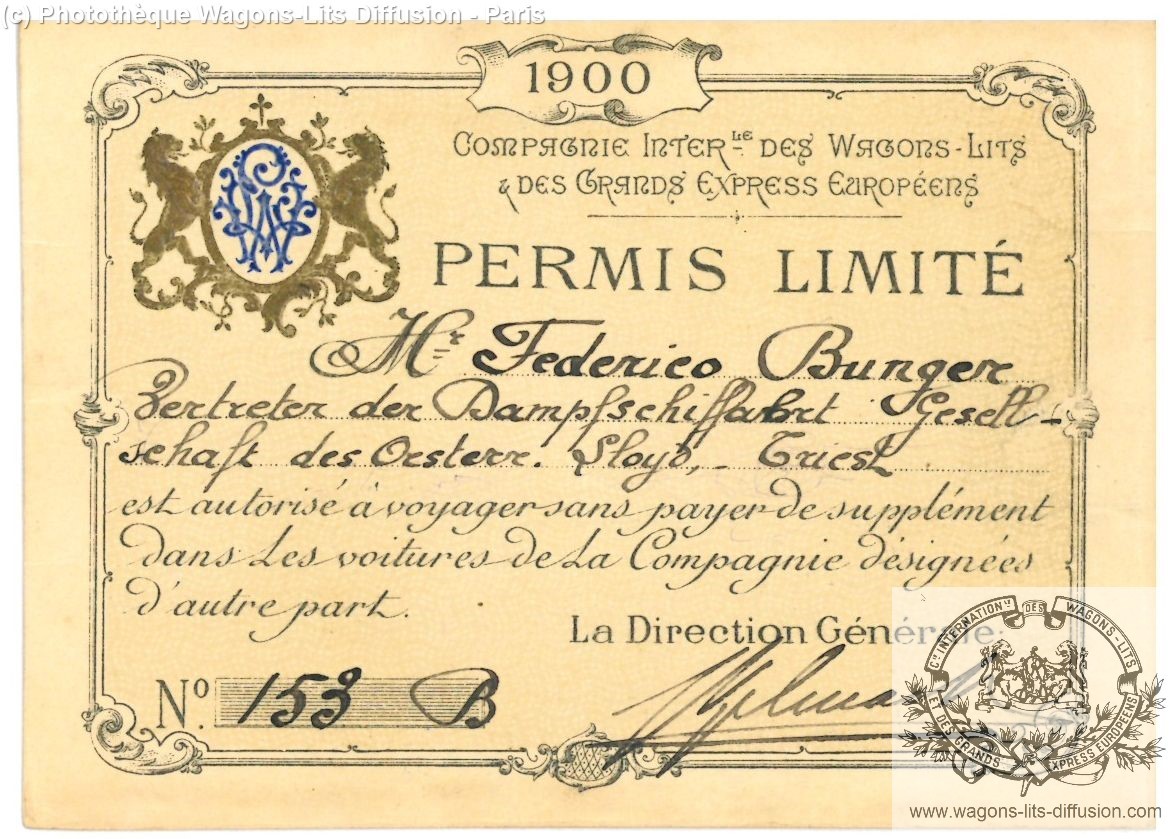 (c) Photothèque Wagons-Lits Diffusion - Paris
1900
COMPAGNIE INTERLE DES WAGONS-LITS
& DES GRANDS EXPRESS EUROPÉENS
PERMIS LIMITÉ
Mr Federico Bunger
Vertreter der Dampfschiffahrt Gesell-
schaft des Oesterr. Lloyd, Triest
est autorisé à voyager sans payer de supplément
dans les voitures de la Compagnie désignées
d'autre part.
La Direction Générale
No. 153 B
CIE INTERNATIONLE DES WAGONS-LITS
ET DES GRANDS EXPRESS EUROPÉENS
www.wagons-lits-diffusion.com